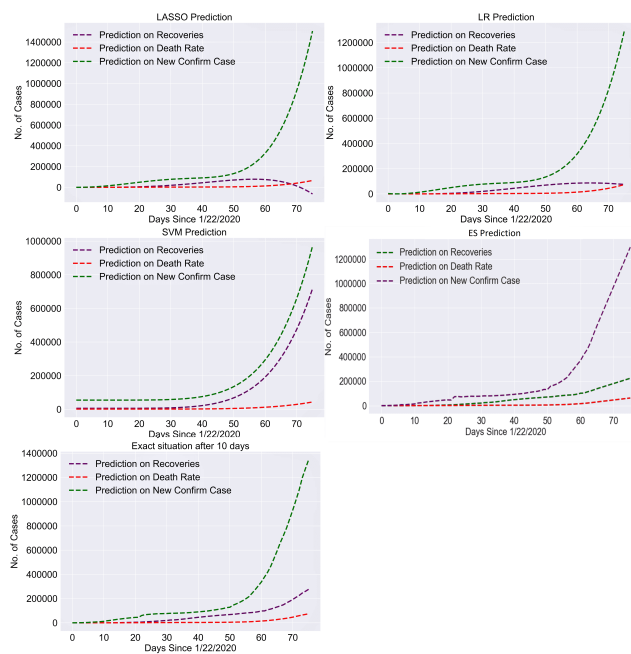 LASSO Prediction
Prediction on Recoveries
Prediction on Death Rate
Prediction on New Confirm Case
No. of Cases
1400000
1200000
1000000
800000
600000
400000
200000
0
0 10 20 30 40 50 60 70
Days Since 1/22/2020
LR Prediction
Prediction on Recoveries
Prediction on Death Rate
Prediction on New Confirm Case
No. of Cases
1200000
1000000
800000
600000
400000
200000
0
0 10 20 30 40 50 60 70
Days Since 1/22/2020
SVM Prediction
Prediction on Recoveries
Prediction on Death Rate
Prediction on New Confirm Case
No. of Cases
1000000
800000
600000
400000
200000
0
0 10 20 30 40 50 60 70
Days Since 1/22/2020
ES Prediction
Prediction on Recoveries
Prediction on Death Rate
Prediction on New Confirm Case
No. of Cases
1200000
1000000
800000
600000
400000
200000
0
0 10 20 30 40 50 60 70
Days Since 1/22/2020
Exact situation after 10 days
Prediction on Recoveries
Prediction on Death Rate
Prediction on New Confirm Case
No. of Cases
1400000
1200000
1000000
800000
600000
400000
200000
0
0 10 20 30 40 50 60 70
Days Since 1/22/2020